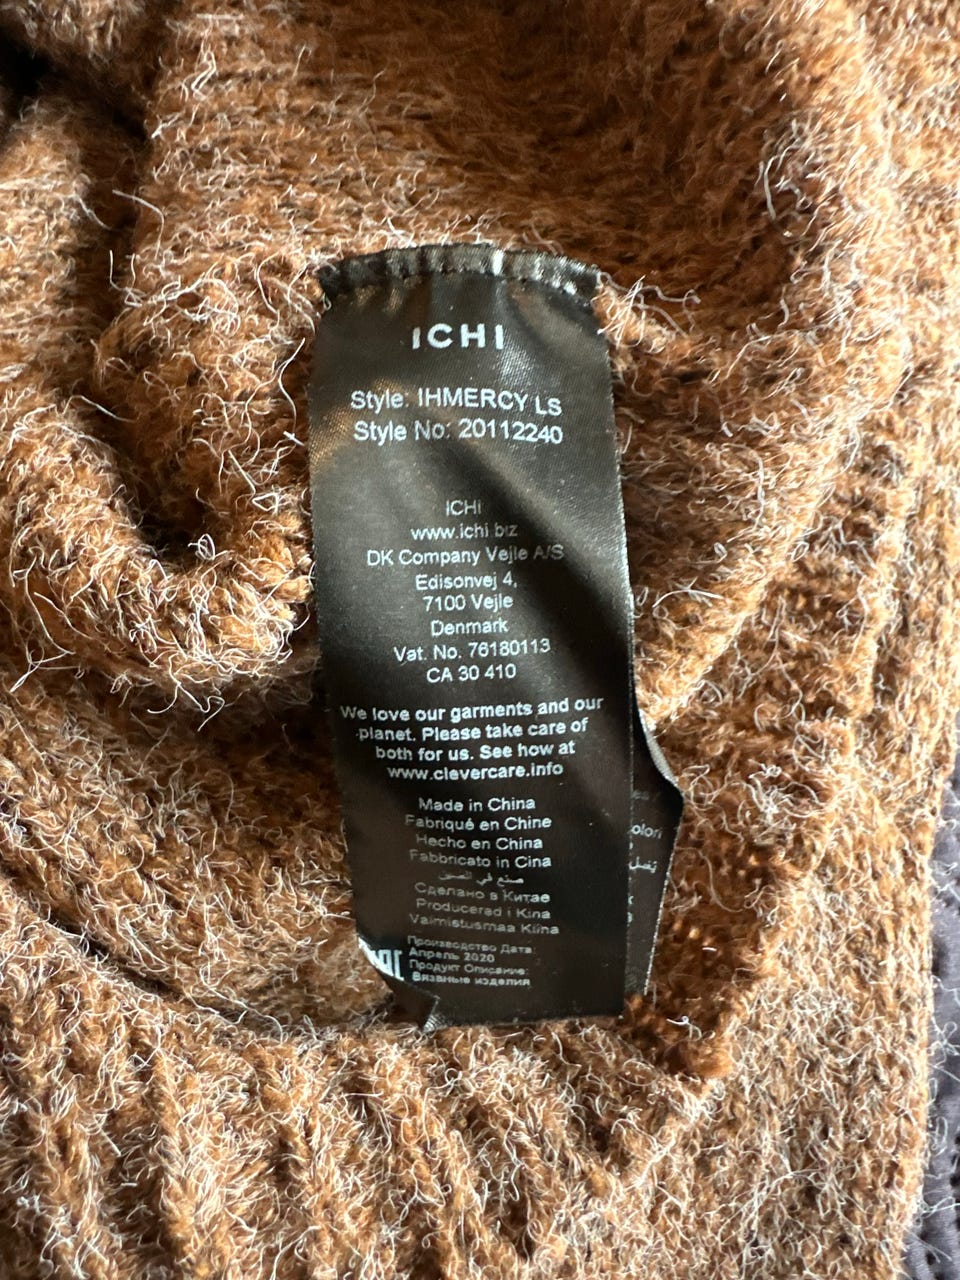 ICHI
Style: IHMERCY LS
Style No: 20112240
ICHI
www.ichi.biz
DK Company Vejle A/S
Edisonvej 4,
7100 Vejle
Denmark
Vat. No. 76180113
CA 30 410
We love our garments and our
planet. Please take care of
both for us. See how at
www.clevercare.info
Made in China
Fabriqué en Chine
Hecho en China
Fabbricato in Cina
صنع في الصين
Сделано в Китае
Producerad i Kina
Valmistusmaa Kiina
Производство Дата:
Апрель 2020
Продукт Описание:
Вязаные изделия